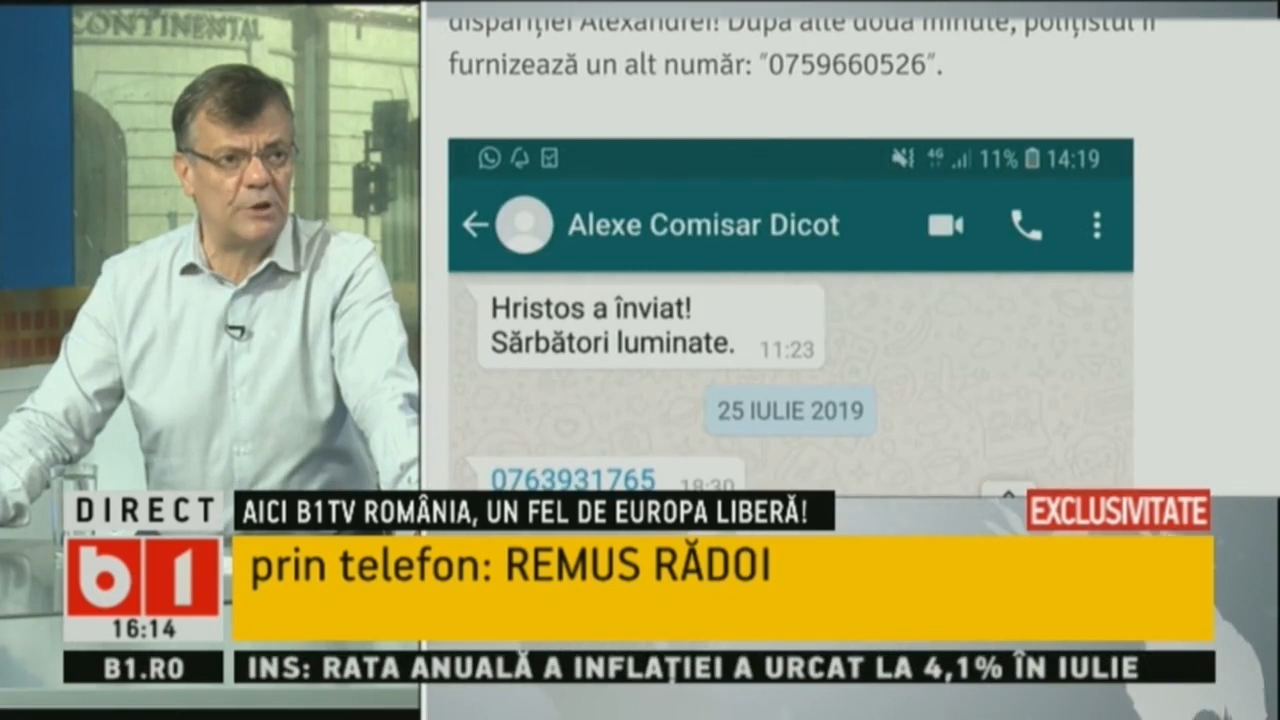 CONTINENTAL
dispariției Alexandrei! După alte două minute, polițistul îi
furnizează un alt număr: ″0759660526″.
4G 11% 14:19
Alexe Comisar Dicot
Hristos a înviat!
Sărbători luminate. 11:23
25 IULIE 2019
0763931765 18:30
DIRECT AICI B1TV ROMÂNIA, UN FEL DE EUROPA LIBERĂ! EXCLUSIVITATE
b1 prin telefon: REMUS RĂDOI
16:14
B1.RO INS: RATA ANUALĂ A INFLAȚIEI A URCAT LA 4,1% ÎN IULIE